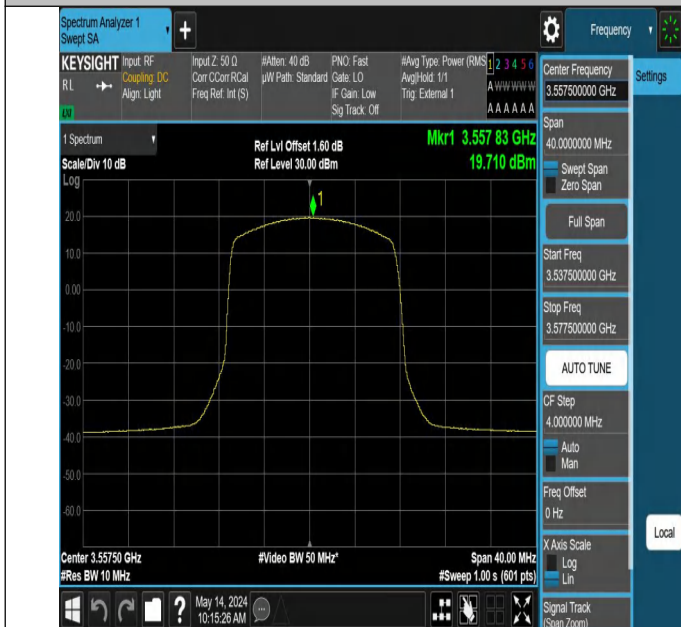 Spectrum Analyzer 1
Swept SA
Frequency
KEYSIGHT
RL
Input: RF
Coupling: DC
Align: Light
Input Z: 50 Ω
Corr CCorr RCal
Freq Ref: Int (S)
#Atten: 40 dB
µW Path: Standard
PNO: Fast
Gate: LO
IF Gain: Low
Sig Track: Off
#Avg Type: Power (RMS
Avg|Hold: 1/1
Trig: External 1
1 2 3 4 5 6
A W W W W W
A A A A A A
1 Spectrum
Scale/Div 10 dB
Log
Ref Lvl Offset 1.60 dB
Ref Level 30.00 dBm
Mkr1 3.557 83 GHz
19.710 dBm
1
20.0
10.0
0.00
-10.0
-20.0
-30.0
-40.0
-50.0
-60.0
Center 3.55750 GHz
#Res BW 10 MHz
#Video BW 50 MHz*
Span 40.00 MHz
#Sweep 1.00 s (601 pts)
?
May 14, 2024
10:15:26 AM
Center Frequency
3.557500000 GHz
Settings
Span
40.0000000 MHz
Swept Span
Zero Span
Full Span
Start Freq
3.537500000 GHz
Stop Freq
3.577500000 GHz
AUTO TUNE
CF Step
4.000000 MHz
Auto
Man
Freq Offset
0 Hz
X Axis Scale
Log
Lin
Local
Signal Track
(Span Zoom)